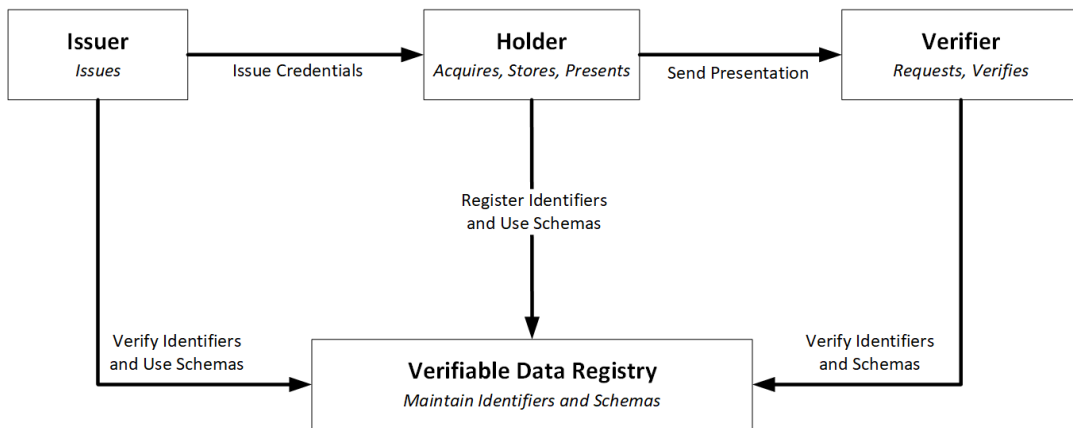 Issuer
Issues
Issue Credentials
Holder
Acquires, Stores, Presents
Send Presentation
Verifier
Requests, Verifies
Register Identifiers
and Use Schemas
Verify Identifiers
and Use Schemas
Verifiable Data Registry
Maintain Identifiers and Schemas
Verify Identifiers
and Schemas